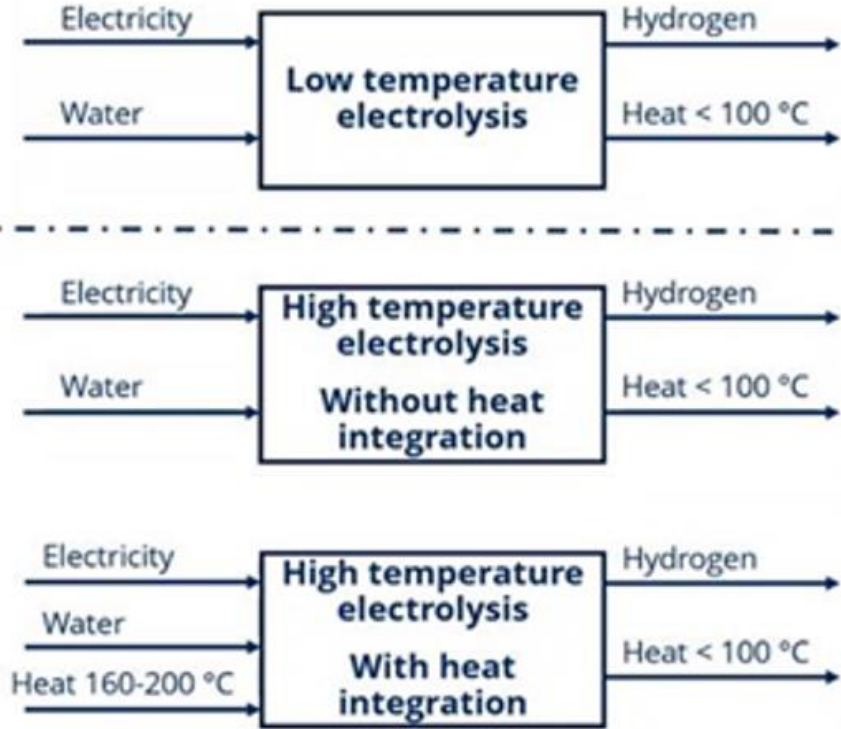 Electricity
Hydrogen
Low temperature
electrolysis
Water
Heat < 100 °C
Electricity
Hydrogen
High temperature
electrolysis
Water
Heat < 100 °C
Without heat
integration
Electricity
Hydrogen
High temperature
electrolysis
Water
Heat < 100 °C
With heat
integration
Heat 160-200 °C